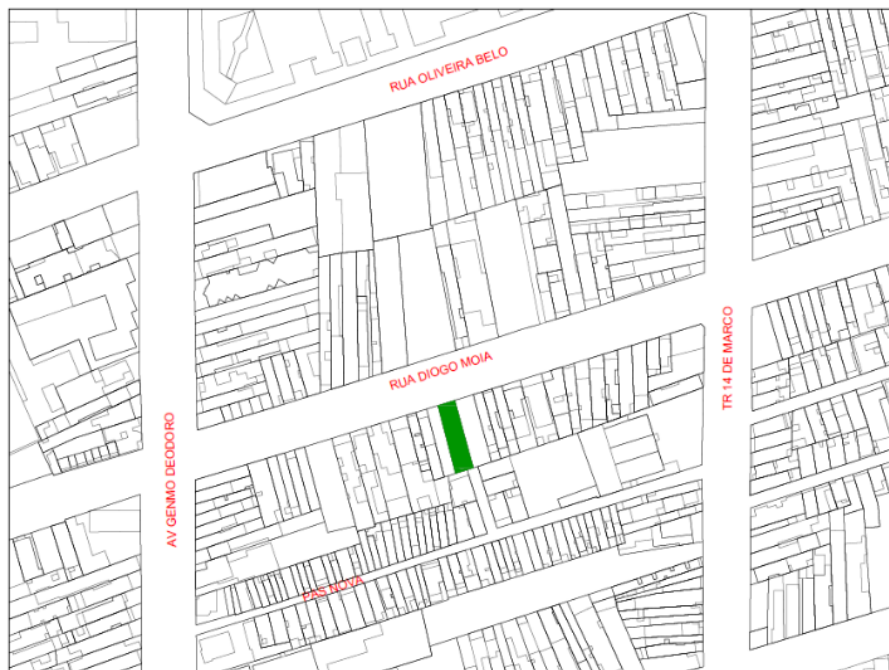 RUA OLIVEIRA BELO
RUA DIOGO MOIA
TR 14 DE MARCO
AV GENMO DEODORO
PAS NOVA